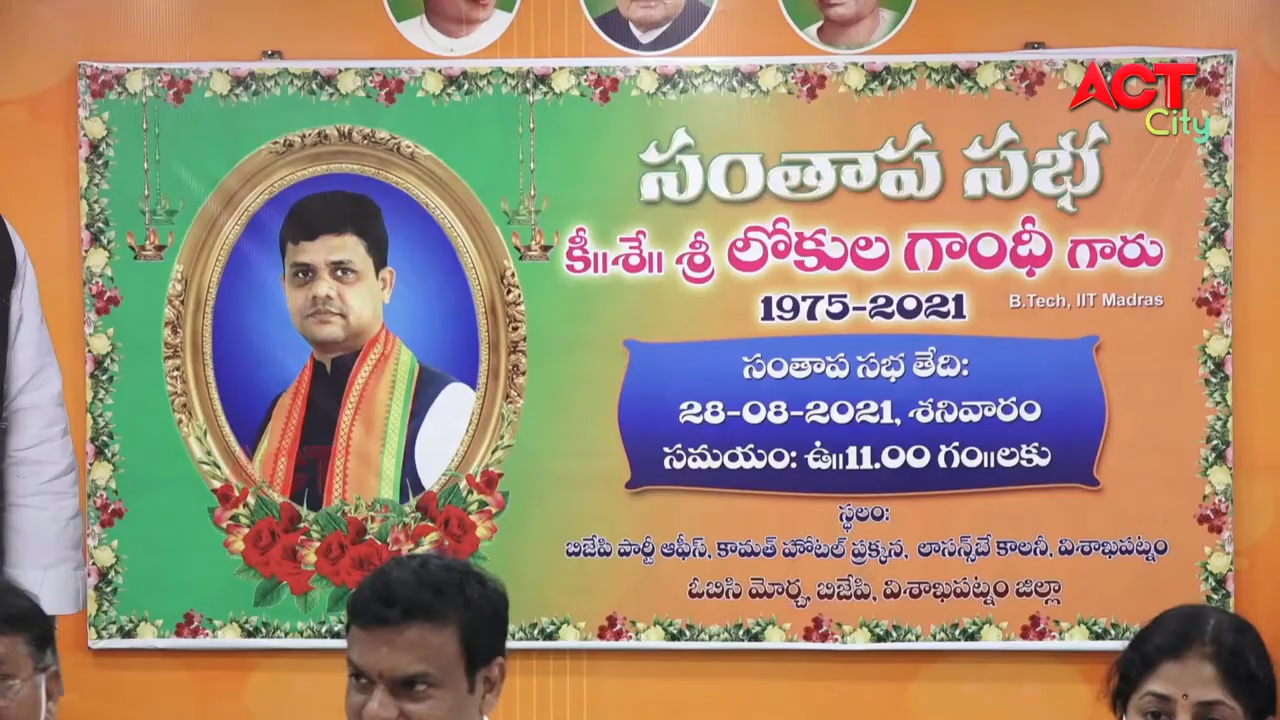 ACT
City
సంతాప సభ
కీ॥శే॥ శ్రీ లోకుల గాంధీ గారు
1975-2021
B.Tech, IIT Madras
సంతాప సభ తేది:
28-08-2021, శనివారం
సమయం: ఉ॥11.00 గం॥లకు
స్థలం:
బిజేపి పార్టీ ఆఫీస్, కామత్ హోటల్ ప్రక్కన, లాసన్స్‌బే కాలనీ, విశాఖపట్నం
ఓబిసి మోర్చ, బిజేపి, విశాఖపట్నం జిల్లా